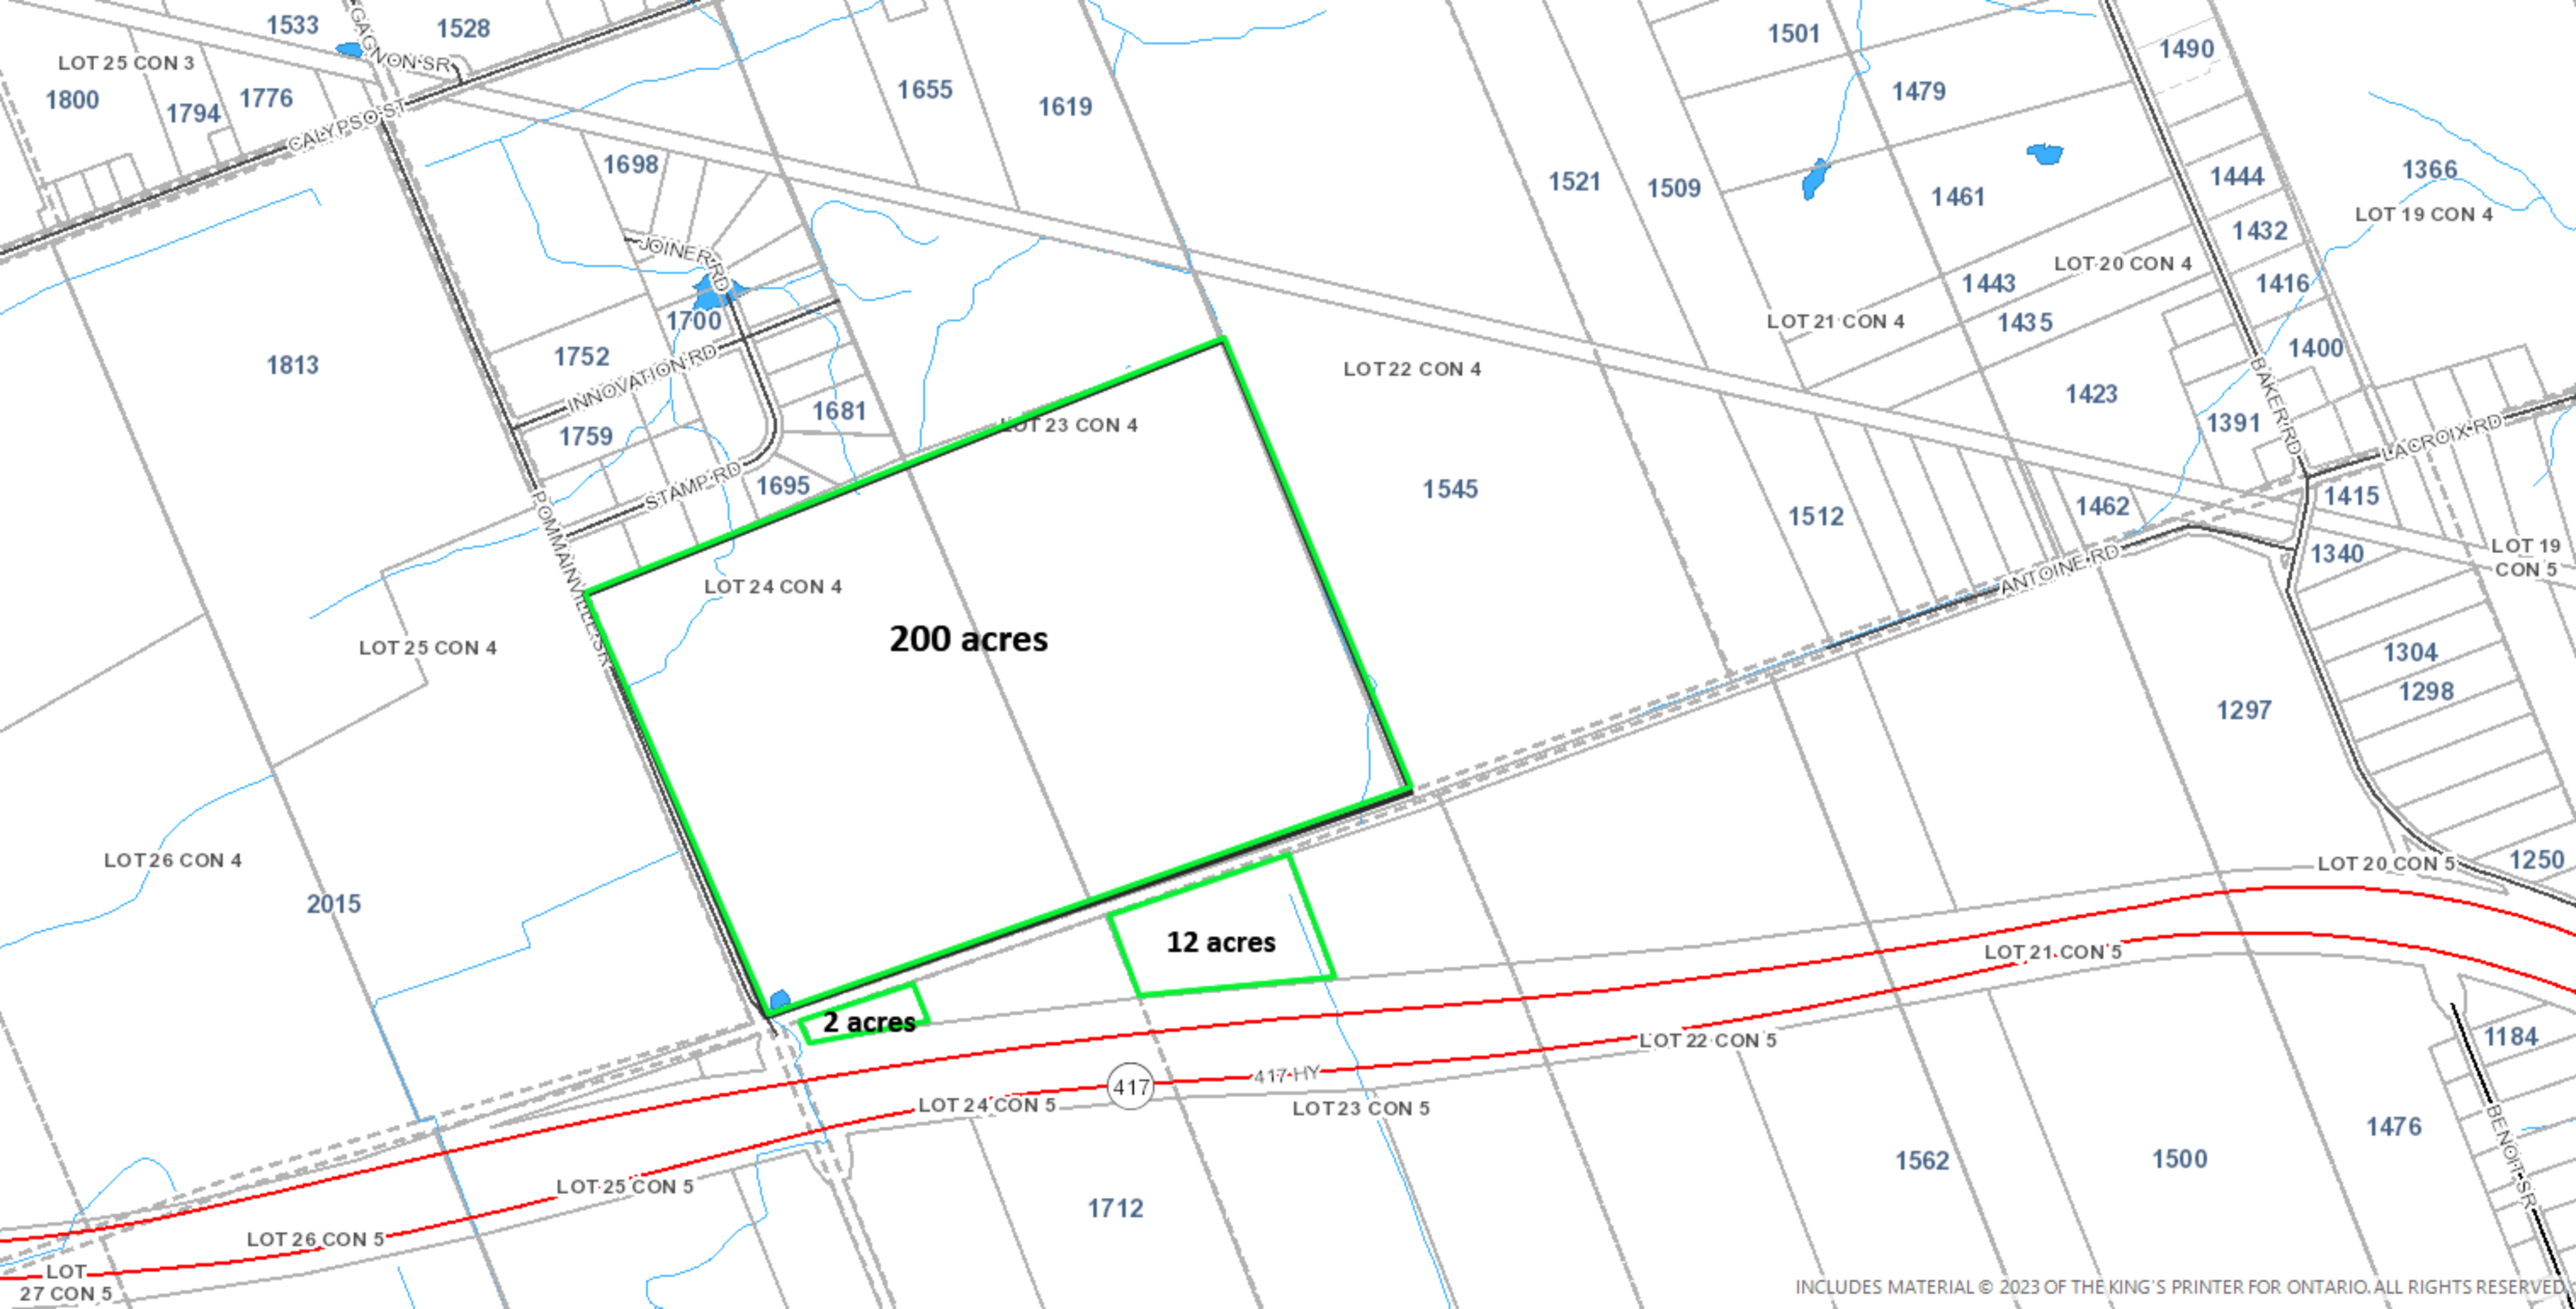 1533
1528
GAGNON SR
LOT 25 CON 3
1800
1794
1776
CALYPSO ST
1655
1619
1501
1490
1479
1698
1521
1509
1461
1444
1366
LOT 19 CON 4
1432
JOINER RD
LOT 20 CON 4
1443
1416
1700
LOT 21 CON 4
1435
1813
1752
INNOVATION RD
LOT 22 CON 4
1400
BAKER RD
1423
1681
LOT 23 CON 4
1391
LACROIX RD
1759
STAMP RD
1695
1545
1512
1462
1415
POMMAINVILLE SR
ANTOINE RD
1340
LOT 19
CON 5
LOT 24 CON 4
LOT 25 CON 4
200 acres
1304
1298
1297
LOT 26 CON 4
2015
LOT 20 CON 5
1250
12 acres
LOT 21 CON 5
2 acres
LOT 22 CON 5
1184
417
417 HY
LOT 24 CON 5
LOT 23 CON 5
1476
BENOIT SR
1562
1500
LOT 25 CON 5
1712
LOT 26 CON 5
LOT
27 CON 5
INCLUDES MATERIAL © 2023 OF THE KING'S PRINTER FOR ONTARIO. ALL RIGHTS RESERVED